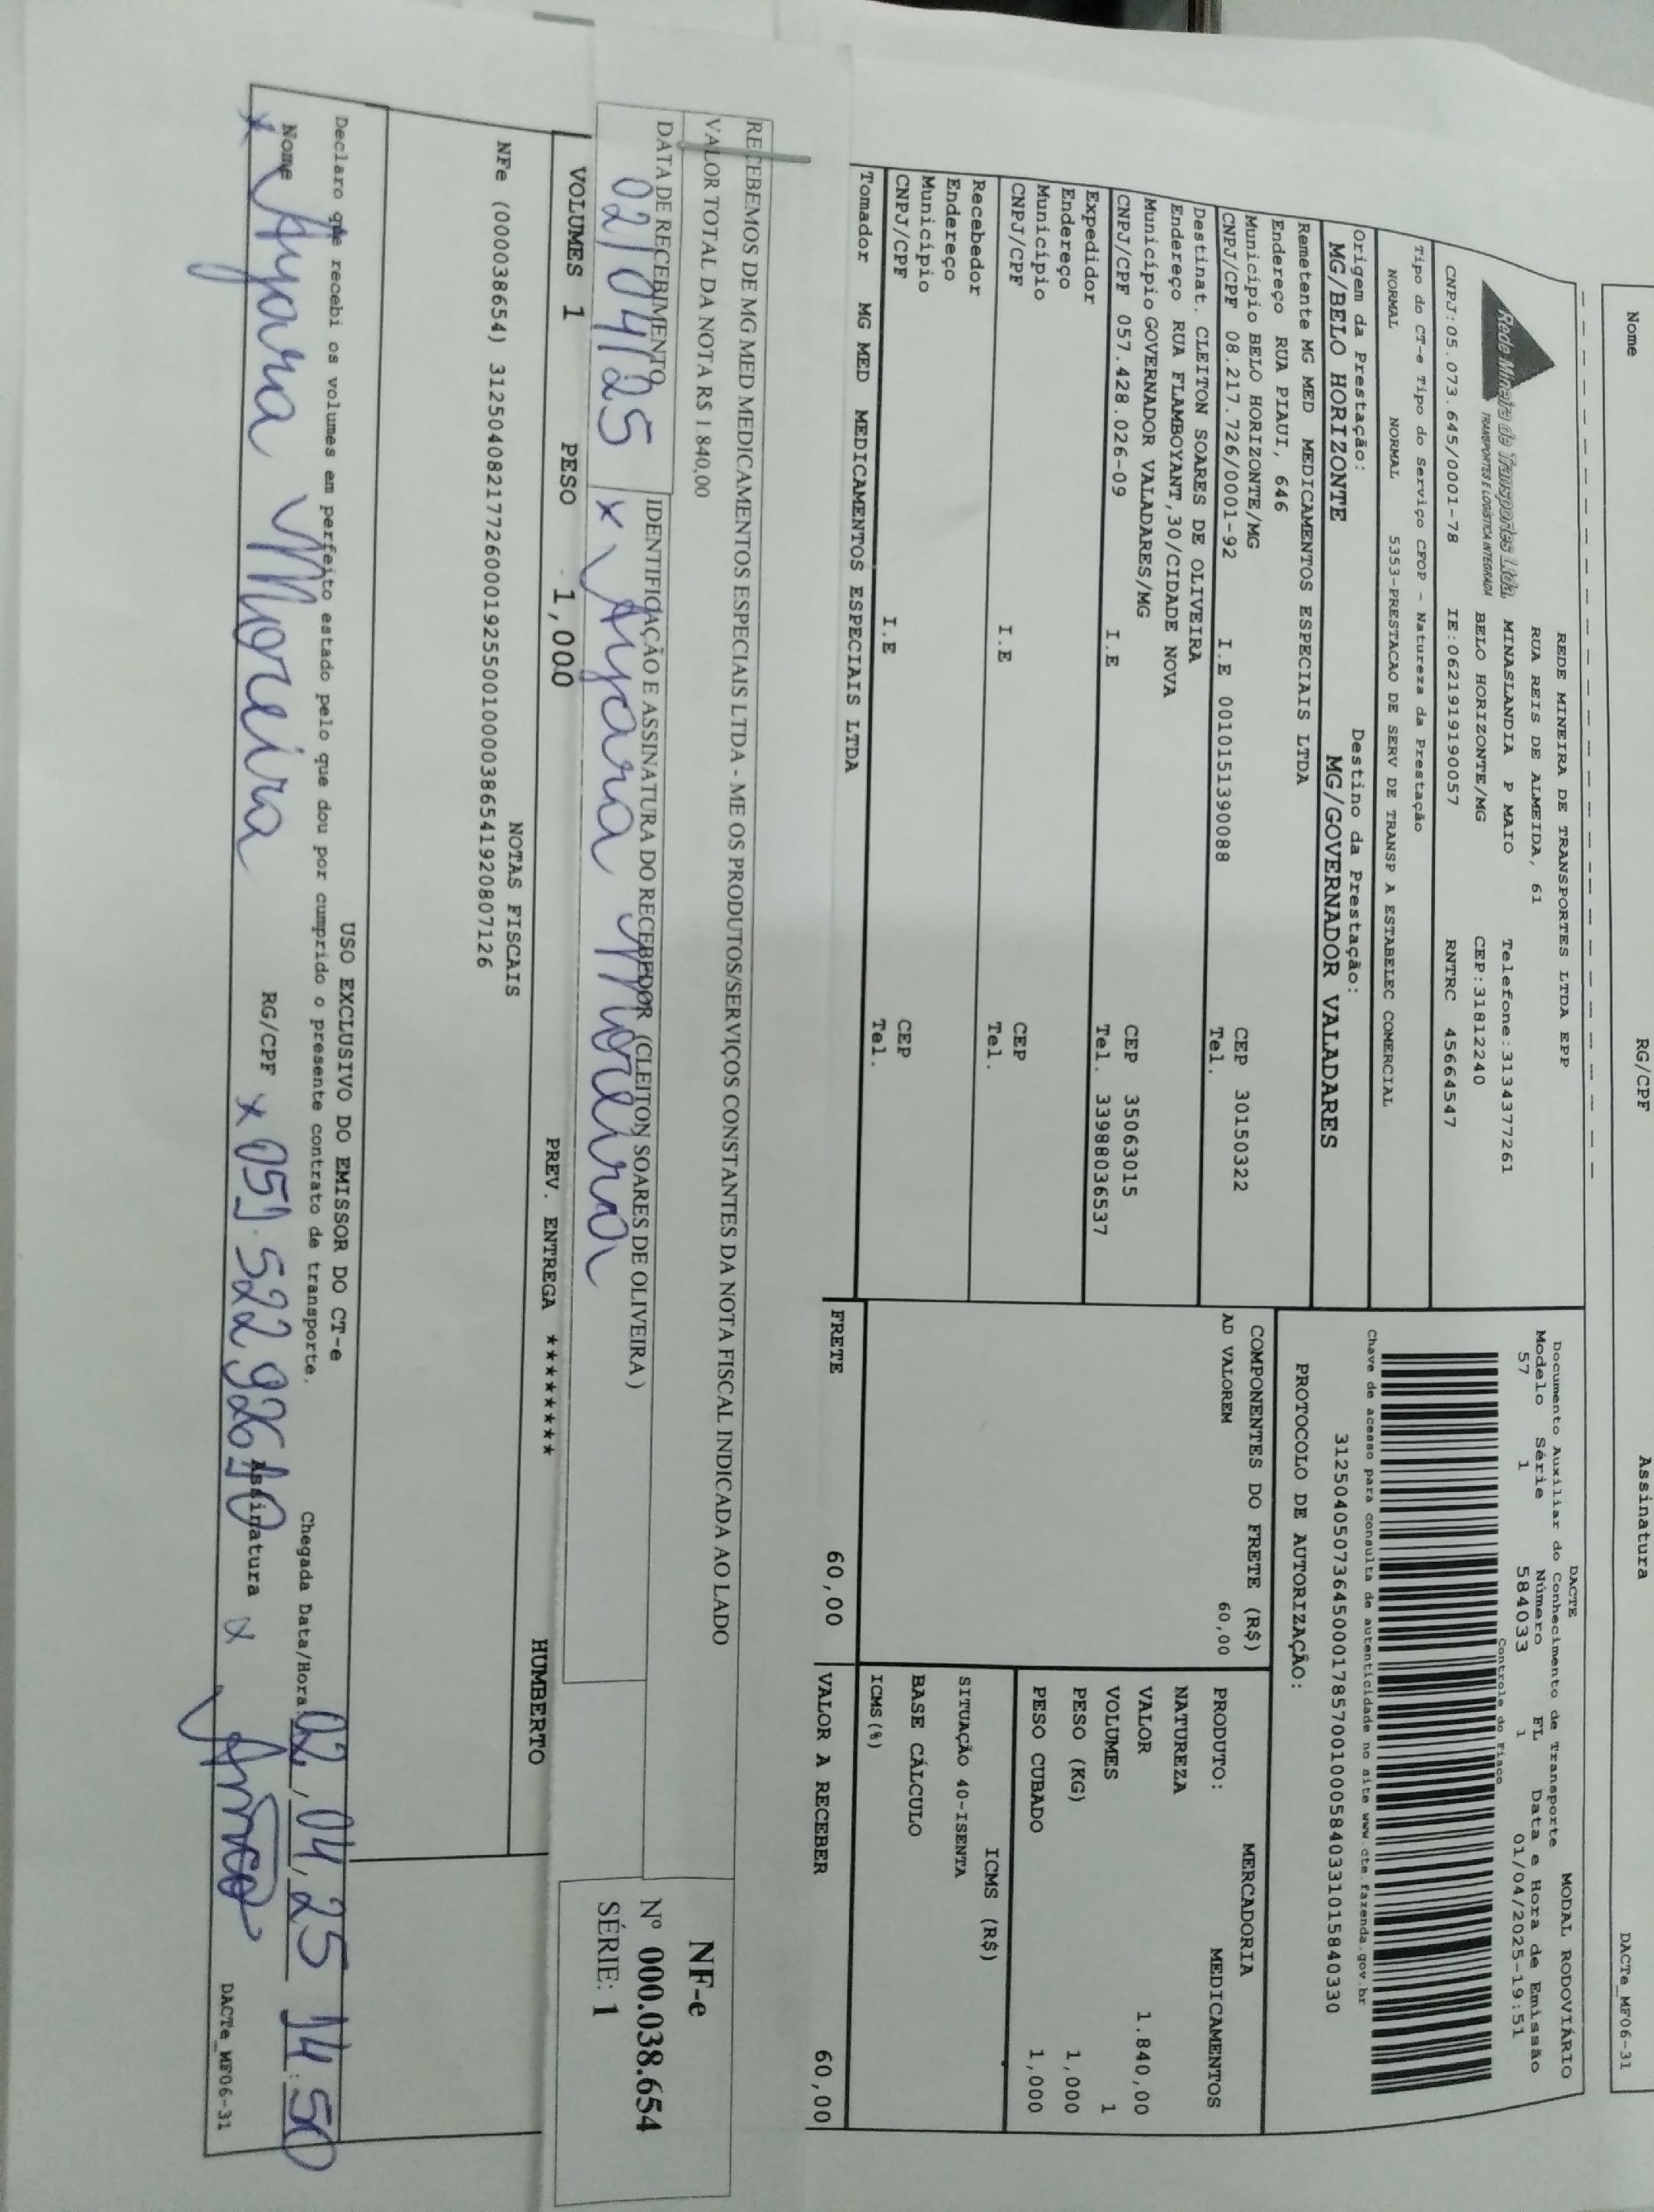 Nome RG/CPF Assinatura DACTe_MF06-31
Rede Mineira de Transportes Ltda.
TRANSPORTES E LOGÍSTICA INTEGRADA
REDE MINEIRA DE TRANSPORTES LTDA EPP
RUA REIS DE ALMEIDA, 61
MINASLANDIA P MAIO Telefone:3134377261
BELO HORIZONTE/MG CEP:31812240
CNPJ:05.073.645/0001-78 IE:0621919190057 RNTRC 45664547
DACTE MODAL RODOVIÁRIO
Documento Auxiliar do Conhecimento de Transporte
Modelo Série Número FL Data e Hora de Emissão
57 1 584033 1 01/04/2025-19:51
Controle do Fisco
Tipo do CT-e Tipo do Serviço CFOP - Natureza da Prestação
NORMAL NORMAL 5353-PRESTACAO DE SERV DE TRANSP A ESTABELEC COMERCIAL
Chave de acesso para consulta de autenticidade no site www.cte.fazenda.gov.br
31250405073645000178570010005840331015840330
Origem da Prestação: Destino da Prestação:
MG/BELO HORIZONTE MG/GOVERNADOR VALADARES
PROTOCOLO DE AUTORIZAÇÃO:
Remetente MG MED MEDICAMENTOS ESPECIAIS LTDA
Endereço RUA PIAUI, 646
Município BELO HORIZONTE/MG CEP 30150322
CNPJ/CPF 08.217.726/0001-92 I.E 0010151390088 Tel.
Destinat. CLEITON SOARES DE OLIVEIRA
Endereço RUA FLAMBOYANT,30/CIDADE NOVA
Município GOVERNADOR VALADARES/MG CEP 35063015
CNPJ/CPF 057.428.026-09 I.E Tel. 33988036537
Expedidor
Endereço
Município CEP
CNPJ/CPF I.E Tel.
Recebedor
Endereço
Município CEP
CNPJ/CPF I.E Tel.
Tomador MG MED MEDICAMENTOS ESPECIAIS LTDA
COMPONENTES DO FRETE (R$)
AD VALOREM 60,00
FRETE 60,00
MERCADORIA
PRODUTO: MEDICAMENTOS
NATUREZA
VALOR 1.840,00
VOLUMES 1
PESO (KG) 1,000
PESO CUBADO 1,000
ICMS (R$)
SITUAÇÃO 40-ISENTA
BASE CÁLCULO
ICMS(%)
VALOR A RECEBER 60,00
RECEBEMOS DE MG MED MEDICAMENTOS ESPECIAIS LTDA - ME OS PRODUTOS/SERVIÇOS CONSTANTES DA NOTA FISCAL INDICADA AO LADO
VALOR TOTAL DA NOTA R$ 1.840,00
DATA DE RECEBIMENTO IDENTIFICAÇÃO E ASSINATURA DO RECEBEDOR (CLEITON SOARES DE OLIVEIRA)
02/04/25 x Ayara Moreira
NF-e
Nº 000.038.654
SÉRIE: 1
VOLUMES 1 PESO 1,000 PREV. ENTREGA ******** HUMBERTO
NOTAS FISCAIS
NFe (000038654) 31250408217726000192550010000386541920807126
USO EXCLUSIVO DO EMISSOR DO CT-e
Declaro que recebi os volumes em perfeito estado pelo que dou por cumprido o presente contrato de transporte. Chegada Data/Hora 02/04/25 14:50
Nome x Ayara Moreira RG/CPF x Assinatura x
DACTe_MF06-31